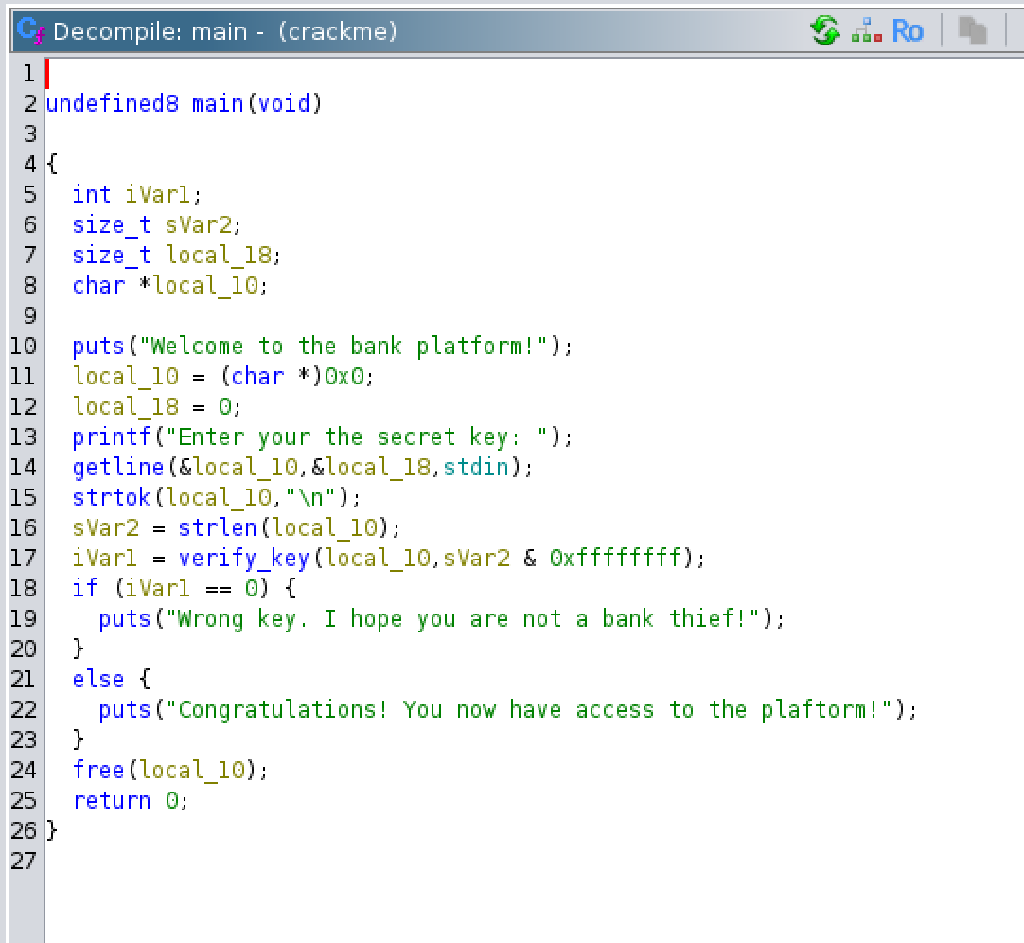 Decompile: main - (crackme)
Ro
1
2 undefined8 main(void)
3
4 {
5   int iVar1;
6   size_t sVar2;
7   size_t local_18;
8   char *local_10;
9
10   puts("Welcome to the bank platform!");
11   local_10 = (char *)0x0;
12   local_18 = 0;
13   printf("Enter your the secret key: ");
14   getline(&local_10,&local_18,stdin);
15   strtok(local_10,"\n");
16   sVar2 = strlen(local_10);
17   iVar1 = verify_key(local_10,sVar2 & 0xffffffff);
18   if (iVar1 == 0) {
19     puts("Wrong key. I hope you are not a bank thief!");
20   }
21   else {
22     puts("Congratulations! You now have access to the plaftorm!");
23   }
24   free(local_10);
25   return 0;
26 }
27